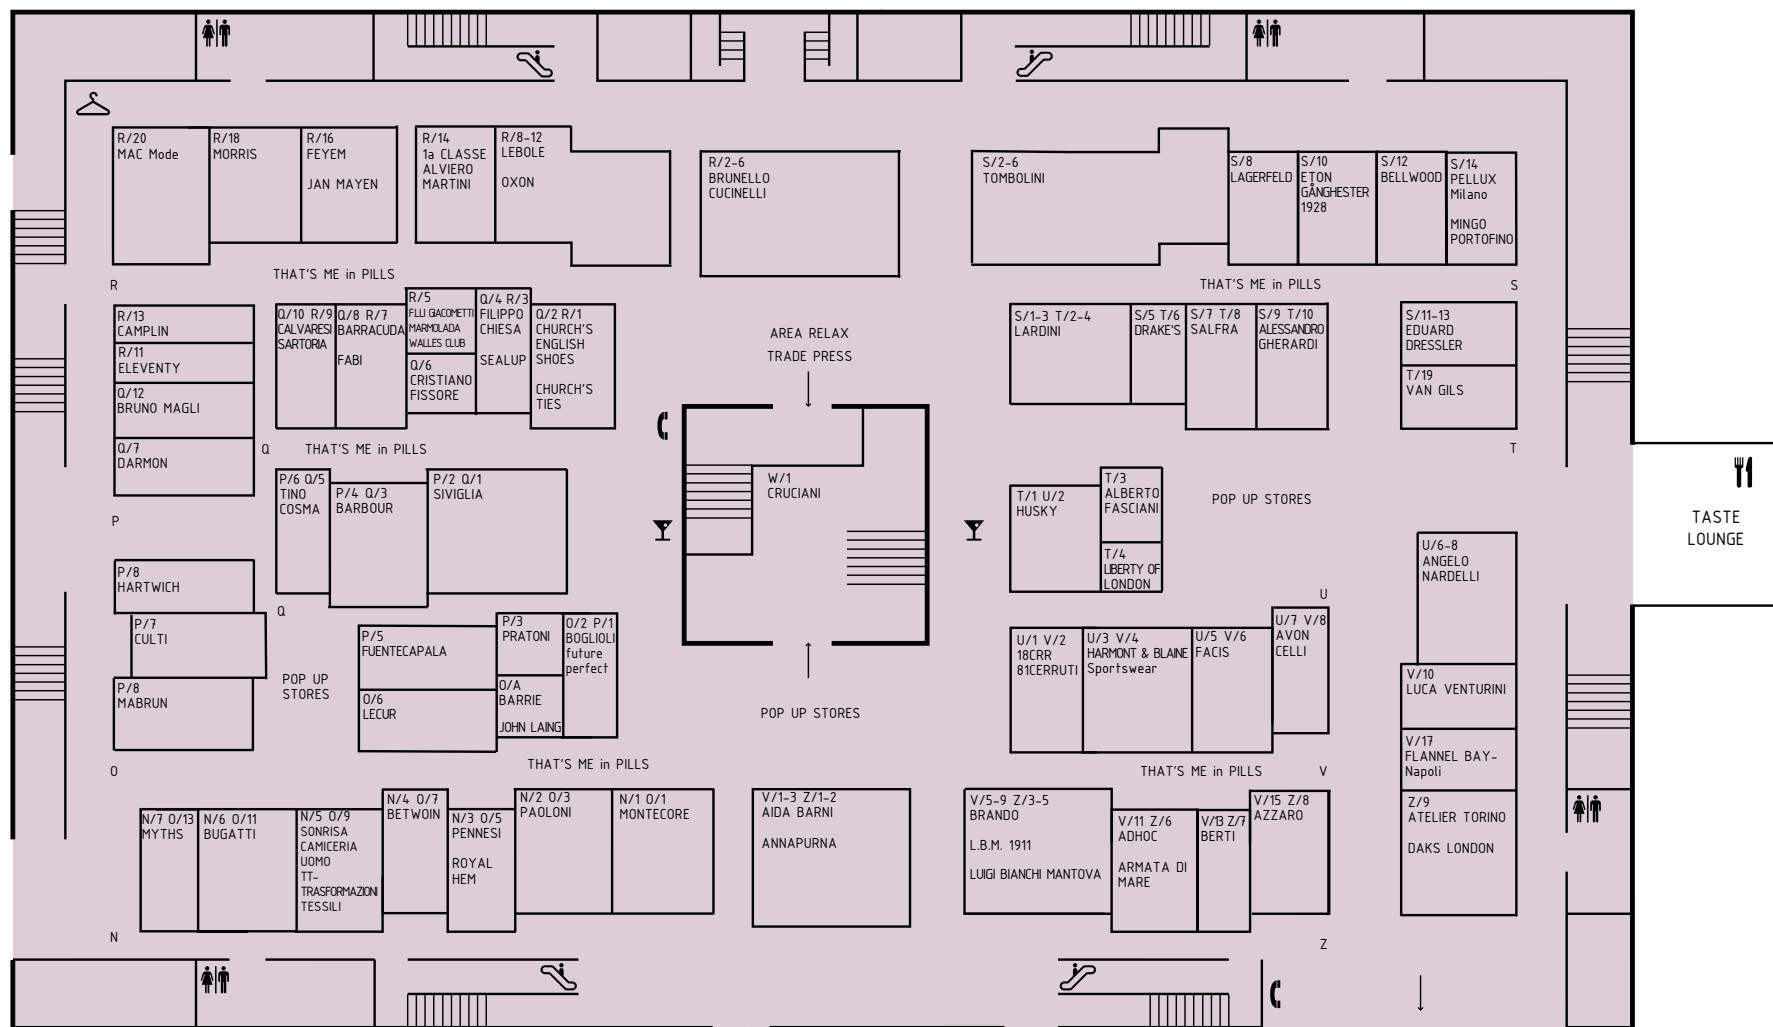 R/20
MAC Mode
R/18
MORRIS
R/16
FEYEM
JAN MAYEN
R/14
1a CLASSE
ALVIERO
MARTINI
R/8-12
LEBOLE
OXON
R/2-6
BRUNELLO
CUCINELLI
S/2-6
TOMBOLINI
S/8
LAGERFELD
S/10
ETON
GÅNGHESTER
1928
S/12
BELLWOOD
S/14
PELLUX
Milano
MINGO
PORTOFINO
THAT'S ME in PILLS
THAT'S ME in PILLS
R
S
R/13
CAMPLIN
R/11
ELEVENTY
Q/12
BRUNO MAGLI
Q/7
DARMON
Q/10 R/9
CALVARESI
SARTORIA
Q/8 R/7
BARRACUDA
FABI
R/5
F.LLI GIACOMETTI
MARMOLADA
WALLES CLUB
Q/6
CRISTIANO
FISSORE
Q/4 R/3
FILIPPO
CHIESA
SEALUP
Q/2 R/1
CHURCH'S
ENGLISH
SHOES
CHURCH'S
TIES
AREA RELAX
TRADE PRESS
S/1-3 T/2-4
LARDINI
S/5 T/6
DRAKE'S
S/7 T/8
SALFRA
S/9 T/10
ALESSANDRO
GHERARDI
S/11-13
EDUARD
DRESSLER
T/19
VAN GILS
Q
THAT'S ME in PILLS
T
P/6 Q/5
TINO
COSMA
P/4 Q/3
BARBOUR
P/2 Q/1
SIVIGLIA
W/1
CRUCIANI
T/1 U/2
HUSKY
T/3
ALBERTO
FASCIANI
T/4
LIBERTY OF
LONDON
POP UP STORES
TASTE
LOUNGE
P
U/6-8
ANGELO
NARDELLI
P/8
HARTWICH
P/7
CULTI
P/8
MABRUN
Q
U
POP UP
STORES
P/5
FUENTECAPALA
O/6
LECUR
P/3
PRATONI
O/A
BARRIE
JOHN LAING
O/2 P/1
BOGLIOLI
future
perfect
POP UP STORES
U/1 V/2
18CRR
81CERRUTI
U/3 V/4
HARMONT & BLAINE
Sportswear
U/5 V/6
FACIS
U/7 V/8
AVON
CELLI
V/10
LUCA VENTURINI
V/17
FLANNEL BAY-
Napoli
Z/9
ATELIER TORINO
DAKS LONDON
O
THAT'S ME in PILLS
THAT'S ME in PILLS
V
N/7 O/13
MYTHS
N/6 O/11
BUGATTI
N/5 O/9
SONRISA
CAMICERIA
UOMO
TT-
TRASFORMAZIONI
TESSILI
N/4 O/7
BETWOIN
N/3 O/5
PENNESI
ROYAL
HEM
N/2 O/3
PAOLONI
N/1 O/1
MONTECORE
V/1-3 Z/1-2
AIDA BARNI
ANNAPURNA
V/5-9 Z/3-5
BRANDO
L.B.M. 1911
LUIGI BIANCHI MANTOVA
V/11 Z/6
ADHOC
ARMATA DI
MARE
V/13 Z/7
BERTI
V/15 Z/8
AZZARO
N
Z